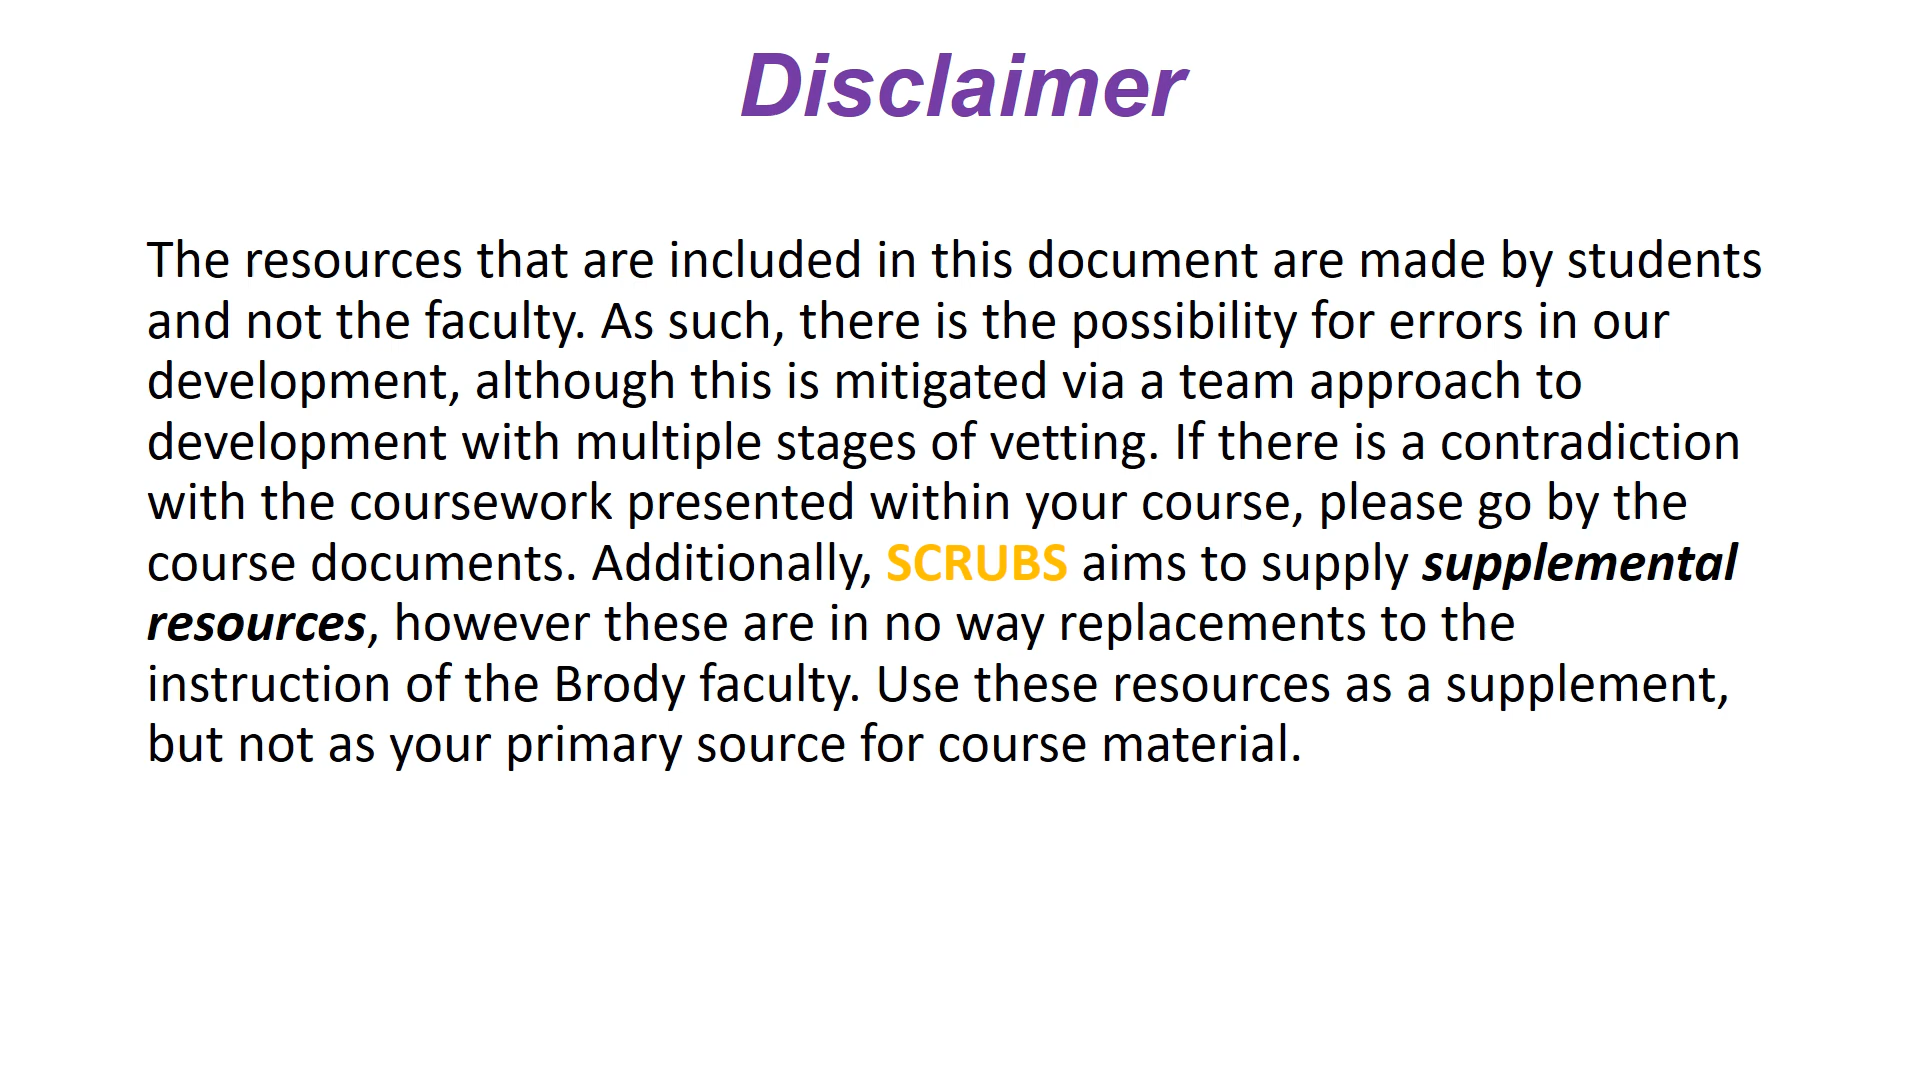 Disclaimer
The resources that are included in this document are made by students
and not the faculty. As such, there is the possibility for errors in our
development, although this is mitigated via a team approach to
development with multiple stages of vetting. If there is a contradiction
with the coursework presented within your course, please go by the
course documents. Additionally, SCRUBS aims to supply supplemental
resources, however these are in no way replacements to the
instruction of the Brody faculty. Use these resources as a supplement,
but not as your primary source for course material.